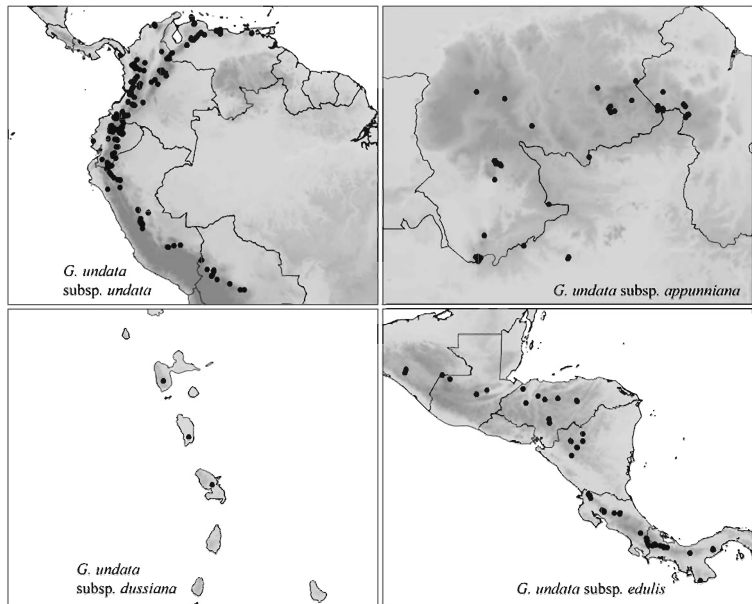 G. undata
subsp. undata
G. undata subsp. appunniana
G. undata
subsp. dussiana
G. undata subsp. edulis